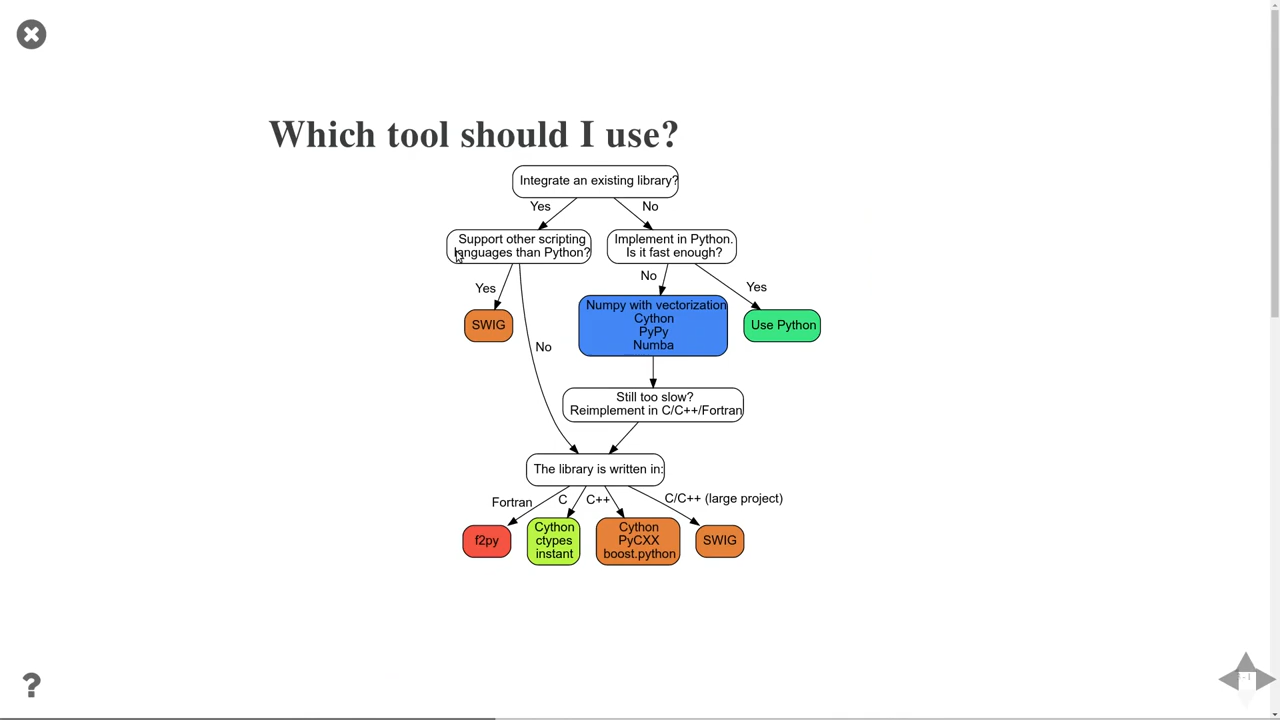 Which tool should I use?
Integrate an existing library?
Yes
No
Support other scripting
languages than Python?
Implement in Python.
Is it fast enough?
Yes
No
Yes
SWIG
No
Numpy with vectorization
Cython
PyPy
Numba
Use Python
Still too slow?
Reimplement in C/C++/Fortran
The library is written in:
Fortran
C
C++
C/C++ (large project)
f2py
Cython
ctypes
instant
Cython
PyCXX
boost.python
SWIG
?